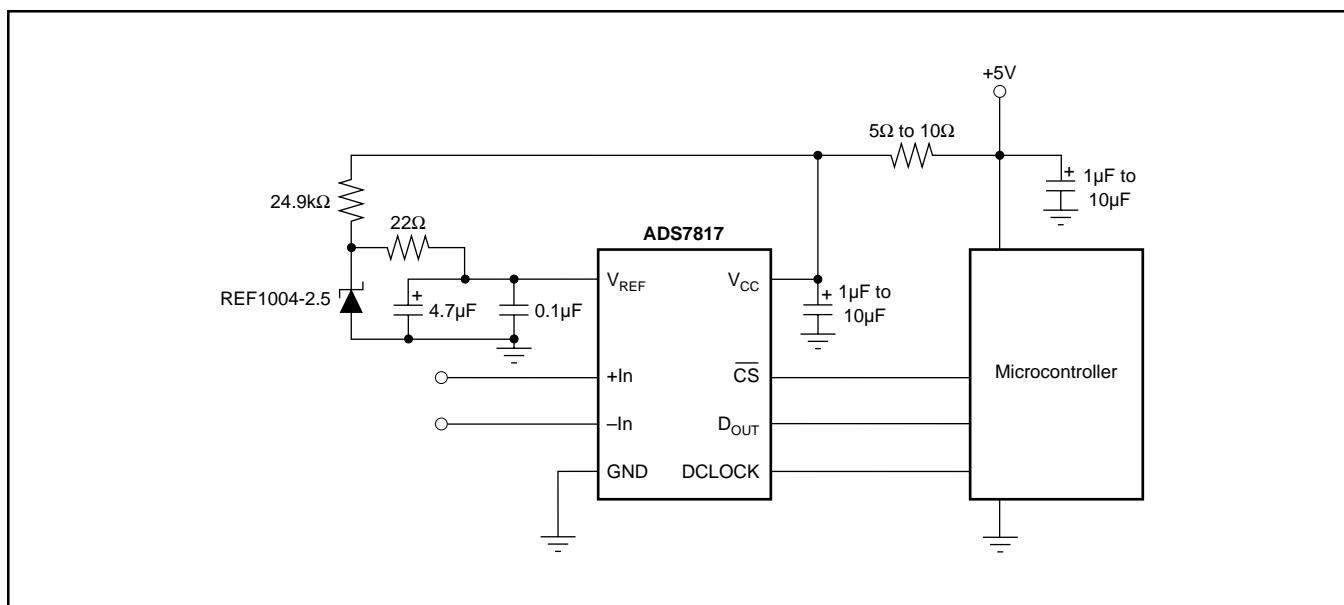 +5V
5Ω to 10Ω
1µF to
10µF
+
24.9kΩ
22Ω
ADS7817
REF1004-2.5
+
4.7µF
0.1µF
V_REF
V_CC
+
1µF to
10µF
+In
CS
Microcontroller
–In
D_OUT
GND
DCLOCK